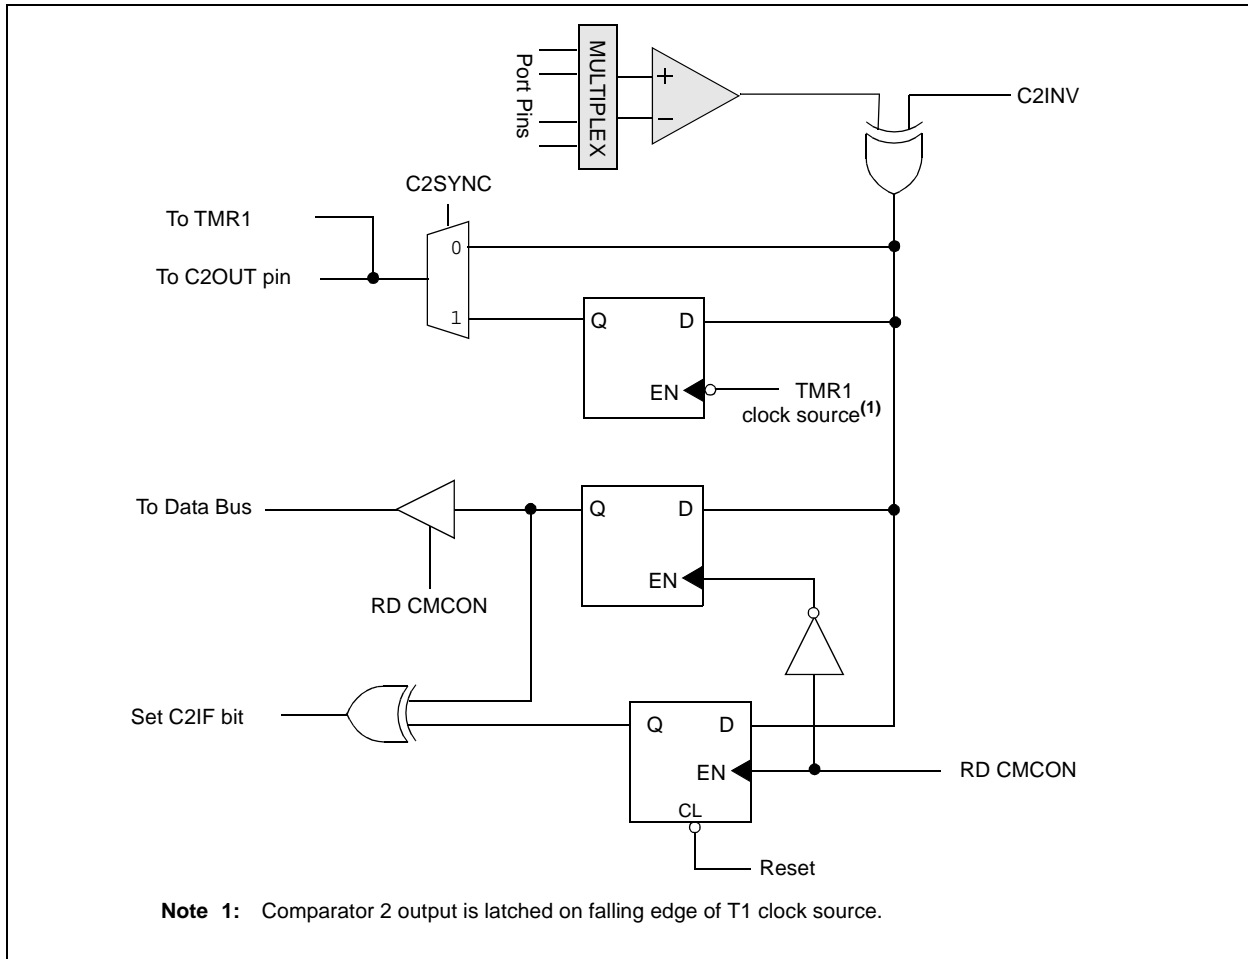 MULTIPLEX
Port Pins
+
−
C2INV
C2SYNC
To TMR1
0
To C2OUT pin
1
Q
D
EN
TMR1
clock source(1)
To Data Bus
Q
D
EN
RD CMCON
Set C2IF bit
Q
D
EN
RD CMCON
CL
Reset
Note 1: Comparator 2 output is latched on falling edge of T1 clock source.